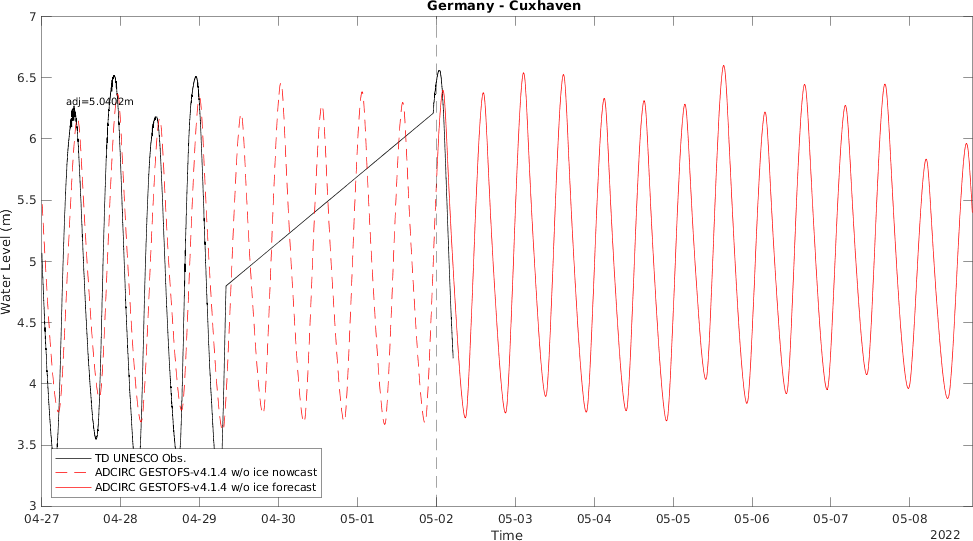 Germany - Cuxhaven
7
6.5
6
5.5
5
4.5
4
3.5
3
Water Level (m)
adj=5.0402m
TD UNESCO Obs.
ADCIRC GESTOFS-v4.1.4 w/o ice nowcast
ADCIRC GESTOFS-v4.1.4 w/o ice forecast
04-27 04-28 04-29 04-30 05-01 05-02 05-03 05-04 05-05 05-06 05-07 05-08
Time
2022